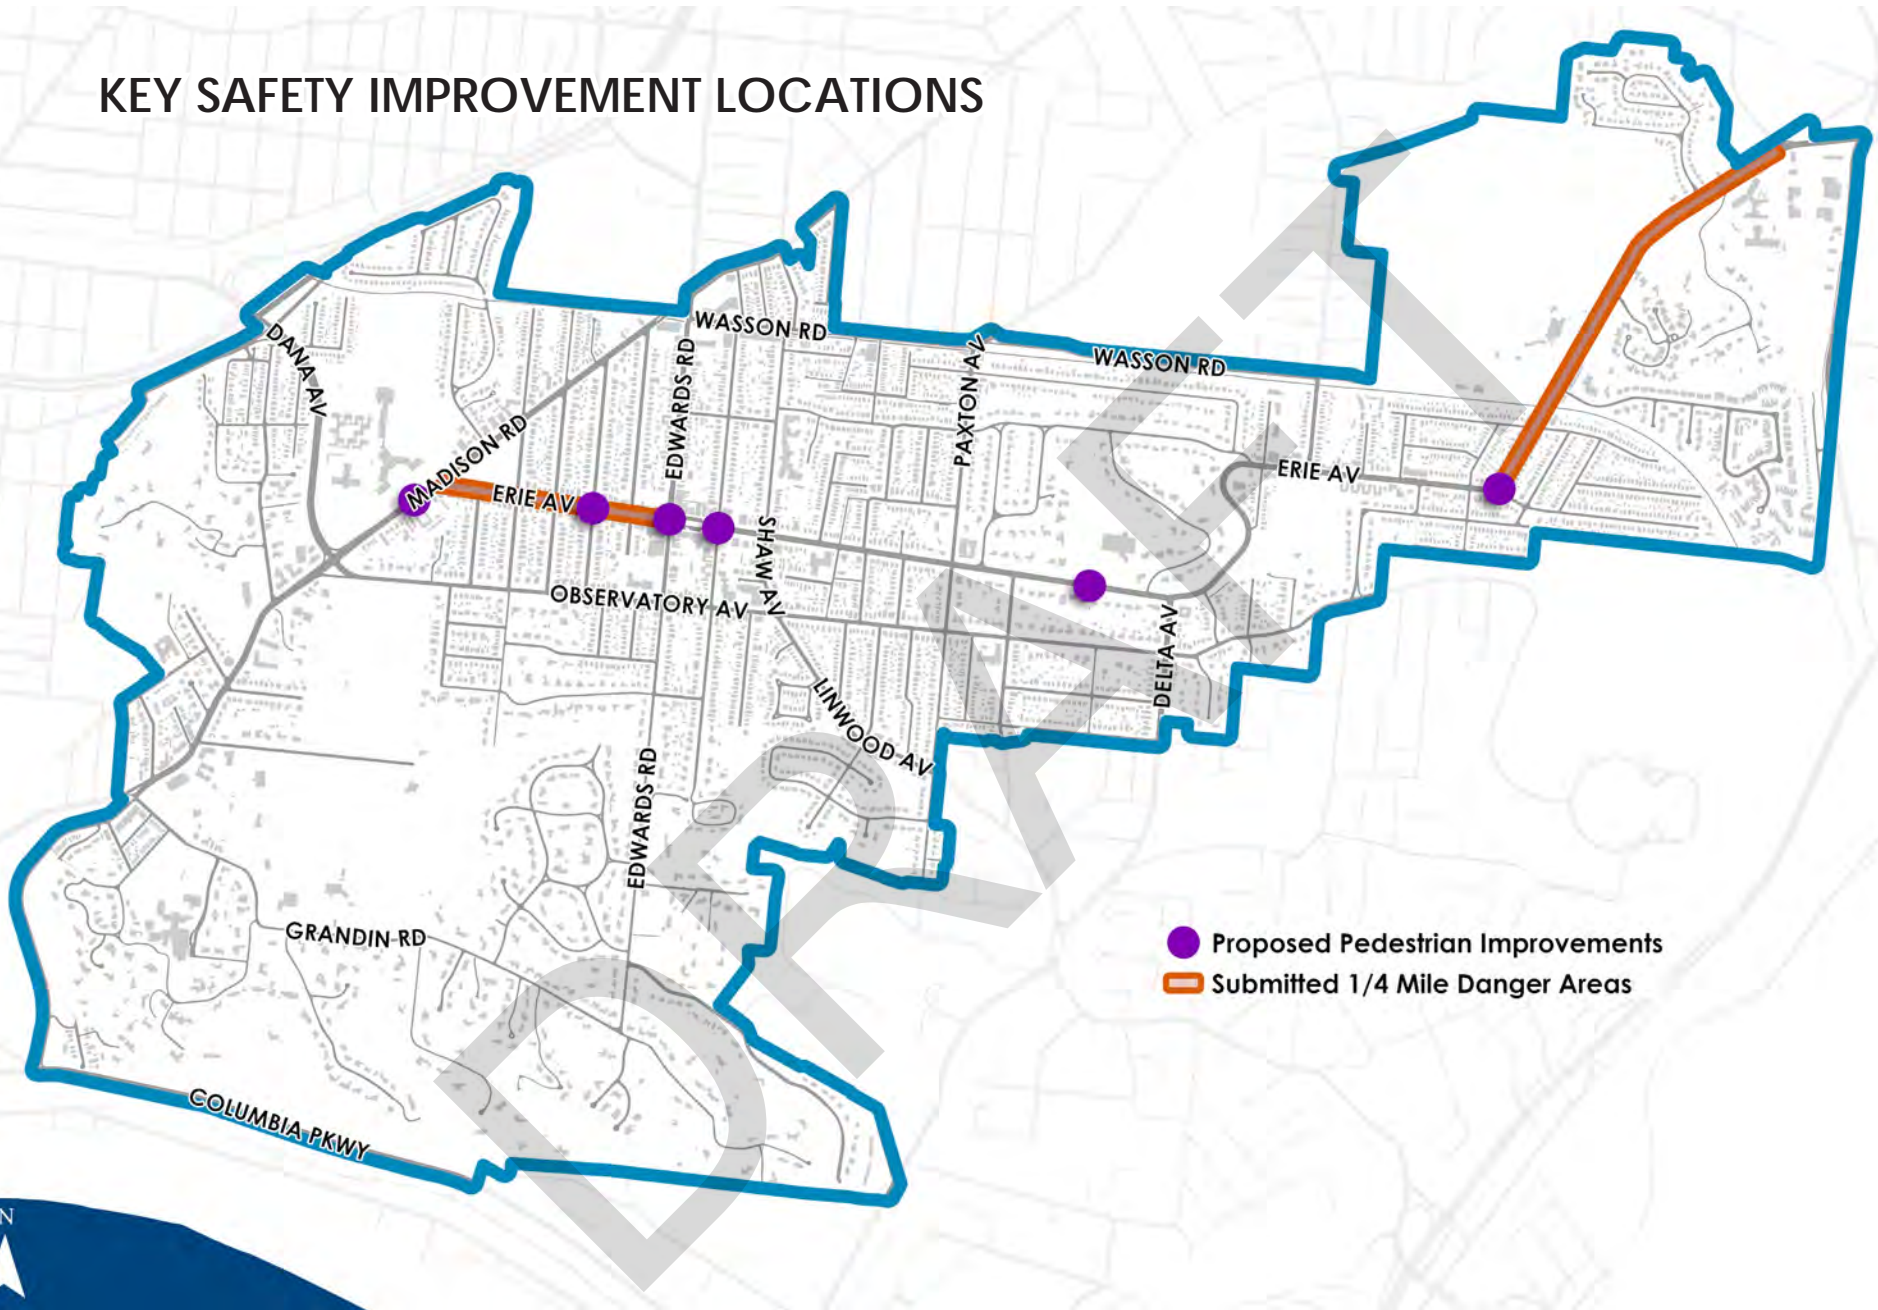 KEY SAFETY IMPROVEMENT LOCATIONS
WASSON RD
WASSON RD
DANA AV
EDWARDS RD
PAXTON AV
MADISON RD
ERIE AV
ERIE AV
SHAW AV
OBSERVATORY AV
DELTA AV
LINWOOD AV
EDWARDS RD
GRANDIN RD
Proposed Pedestrian Improvements
Submitted 1/4 Mile Danger Areas
COLUMBIA PKWY
N
DRAFT